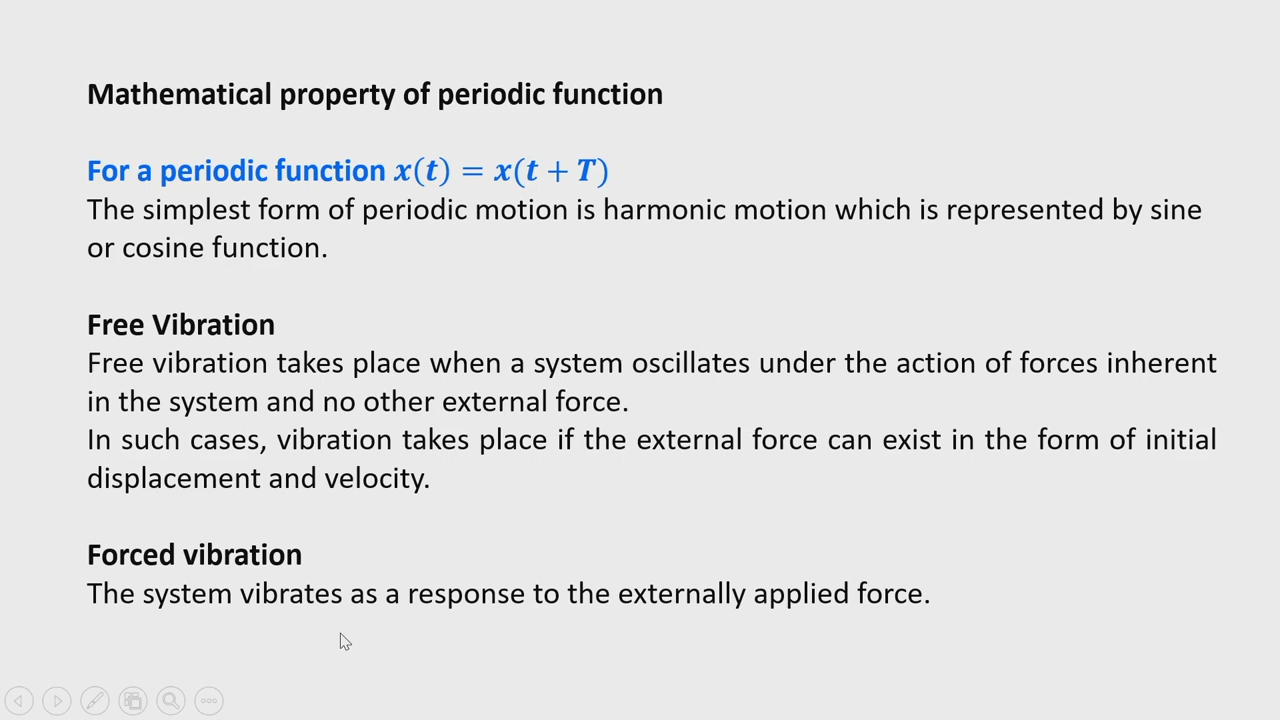 Mathematical property of periodic function
For a periodic function x(t) = x(t + T)
The simplest form of periodic motion is harmonic motion which is represented by sine
or cosine function.
Free Vibration
Free vibration takes place when a system oscillates under the action of forces inherent
in the system and no other external force.
In such cases, vibration takes place if the external force can exist in the form of initial
displacement and velocity.
Forced vibration
The system vibrates as a response to the externally applied force.